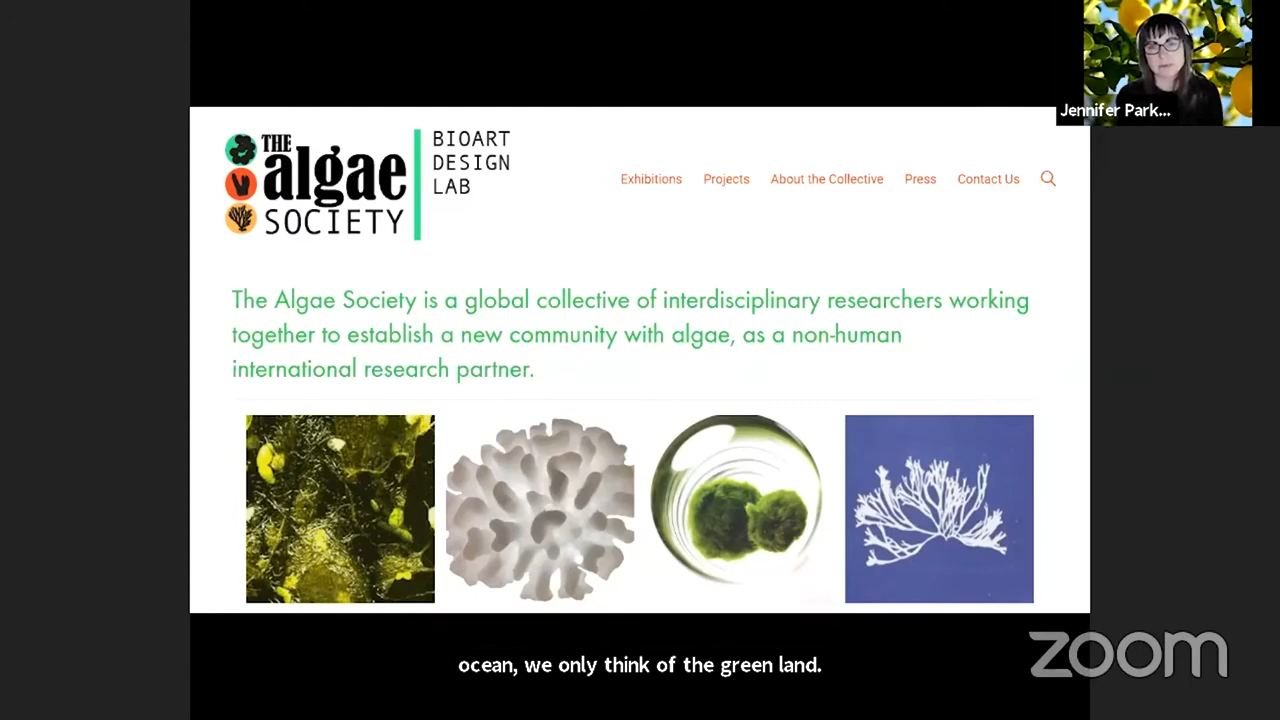 THE
algae
SOCIETY
BIOART
DESIGN
LAB
Exhibitions Projects About the Collective Press Contact Us
Jennifer Park...
The Algae Society is a global collective of interdisciplinary researchers working
together to establish a new community with algae, as a non-human
international research partner.
ocean, we only think of the green land.
zoom